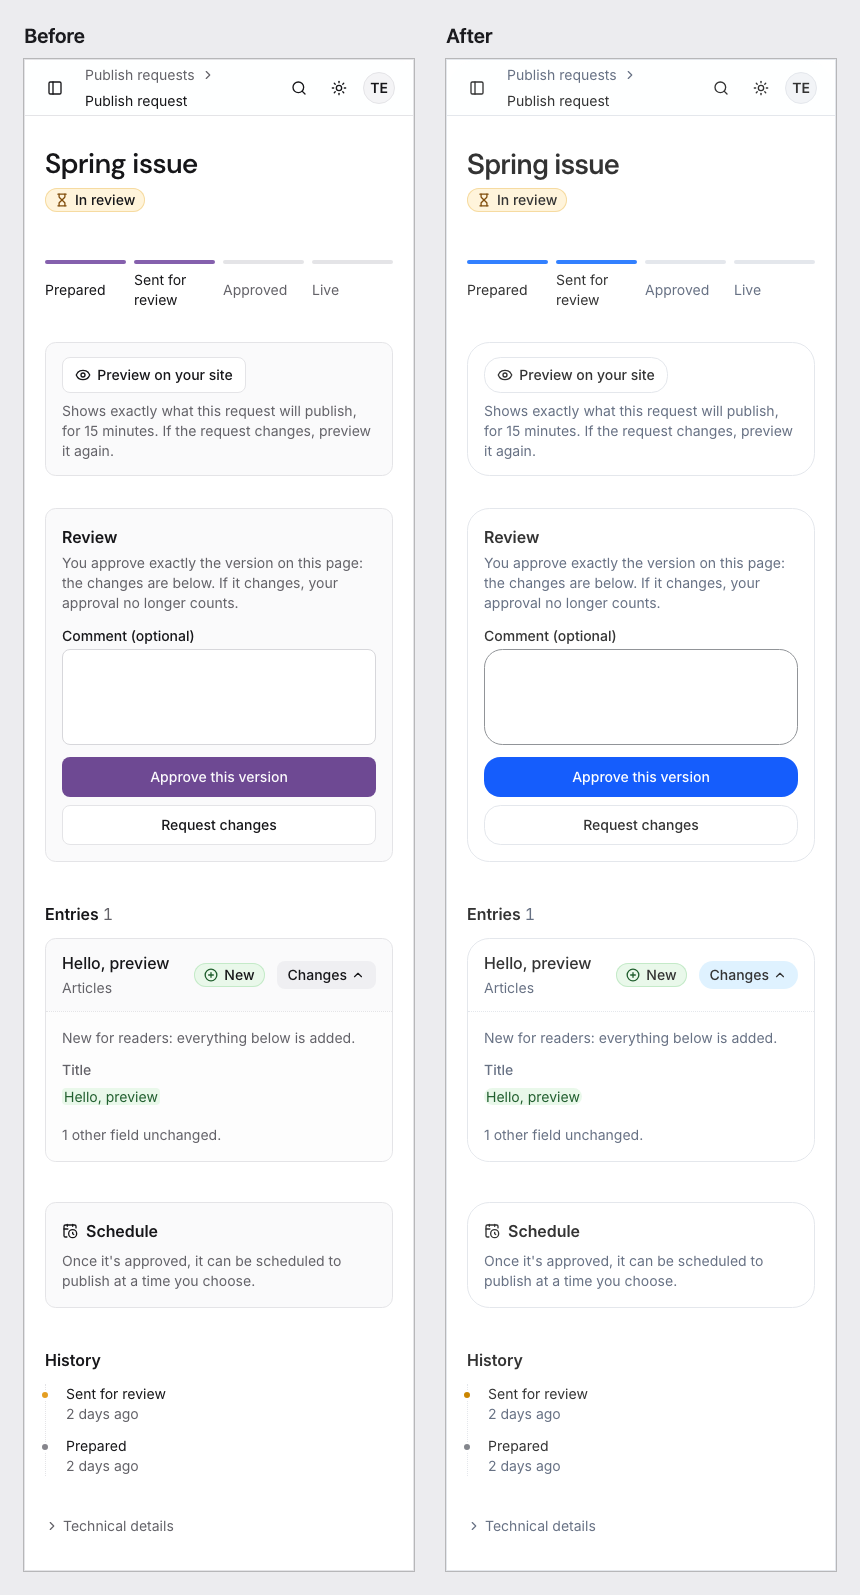 Before
Publish requests
Publish request
TE
Spring issue
In review
Prepared
Sent for
review
Approved
Live
Preview on your site
Shows exactly what this request will publish,
for 15 minutes. If the request changes, preview
it again.
Review
You approve exactly the version on this page:
the changes are below. If it changes, your
approval no longer counts.
Comment (optional)
Approve this version
Request changes
Entries 1
Hello, preview
Articles
New
Changes
New for readers: everything below is added.
Title
Hello, preview
1 other field unchanged.
Schedule
Once it's approved, it can be scheduled to
publish at a time you choose.
History
Sent for review
2 days ago
Prepared
2 days ago
Technical details
After
Publish requests
Publish request
TE
Spring issue
In review
Prepared
Sent for
review
Approved
Live
Preview on your site
Shows exactly what this request will publish,
for 15 minutes. If the request changes, preview
it again.
Review
You approve exactly the version on this page:
the changes are below. If it changes, your
approval no longer counts.
Comment (optional)
Approve this version
Request changes
Entries 1
Hello, preview
Articles
New
Changes
New for readers: everything below is added.
Title
Hello, preview
1 other field unchanged.
Schedule
Once it's approved, it can be scheduled to
publish at a time you choose.
History
Sent for review
2 days ago
Prepared
2 days ago
Technical details